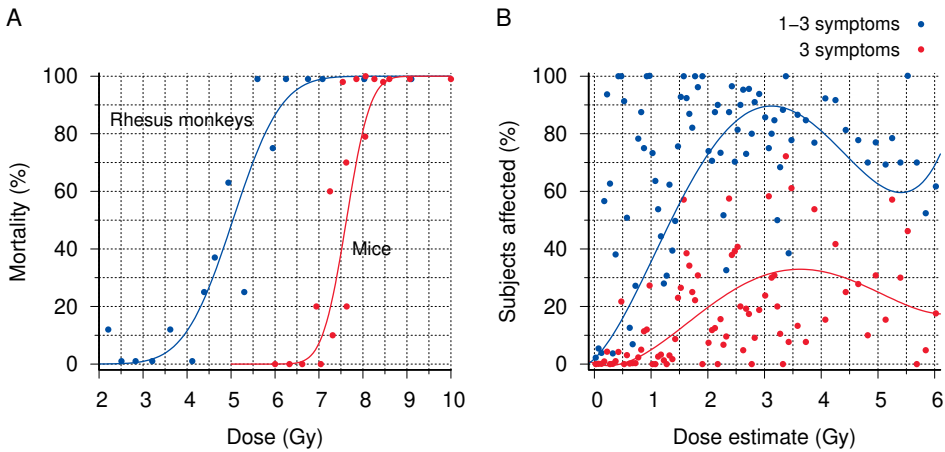 A
Mortality (%)
100
80
60
40
20
0
Rhesus monkeys
Mice
2 3 4 5 6 7 8 9 10
Dose (Gy)
B
1−3 symptoms
3 symptoms
Subjects affected (%)
100
80
60
40
20
0
0 1 2 3 4 5 6
Dose estimate (Gy)